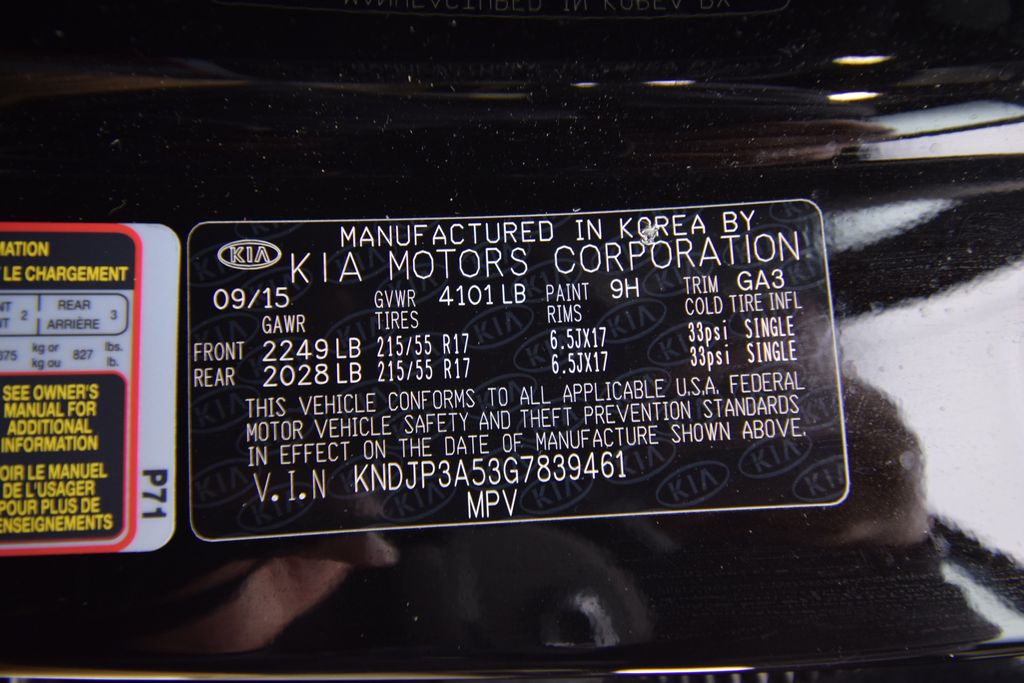 MATION
LE CHARGEMENT
2 REAR 3
ARRIÈRE
675 kg or 827 lbs.
kg ou lb.
SEE OWNER'S
MANUAL FOR
ADDITIONAL
INFORMATION
OIR LE MANUEL
DE L'USAGER
POUR PLUS DE
ENSEIGNEMENTS
P71
MANUFACTURED IN KOREA BY
KIA KIA MOTORS CORPORATION
09/15 GVWR 4101 LB PAINT 9H TRIM GA3
GAWR TIRES RIMS COLD TIRE INFL
FRONT 2249 LB 215/55 R17 6.5JX17 33psi SINGLE
REAR 2028 LB 215/55 R17 6.5JX17 33psi SINGLE
THIS VEHICLE CONFORMS TO ALL APPLICABLE U.S.A. FEDERAL
MOTOR VEHICLE SAFETY AND THEFT PREVENTION STANDARDS
IN EFFECT ON THE DATE OF MANUFACTURE SHOWN ABOVE.
V.I.N KNDJP3A53G7839461
MPV